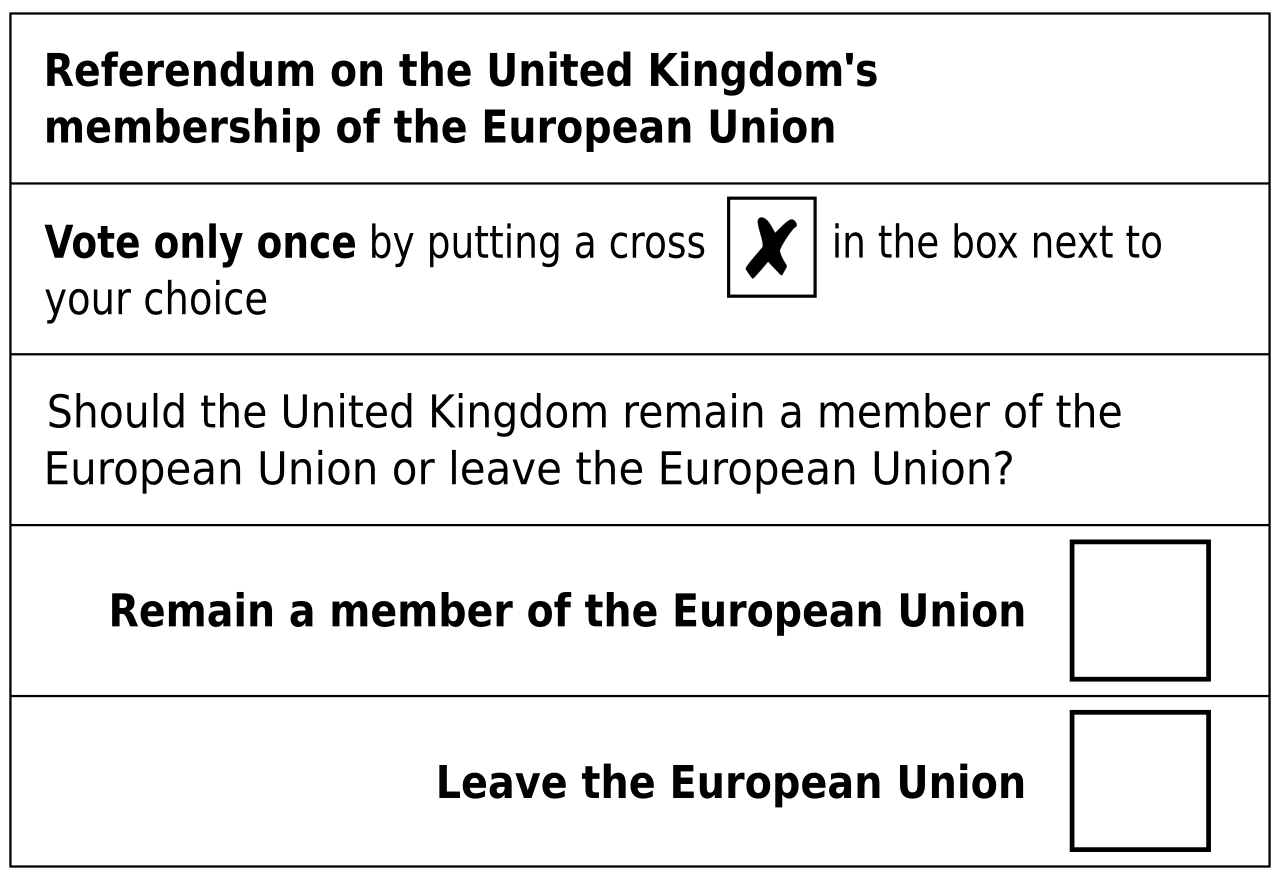 Referendum on the United Kingdom's
membership of the European Union
Vote only once by putting a cross ✗ in the box next to
your choice
Should the United Kingdom remain a member of the
European Union or leave the European Union?
Remain a member of the European Union
Leave the European Union